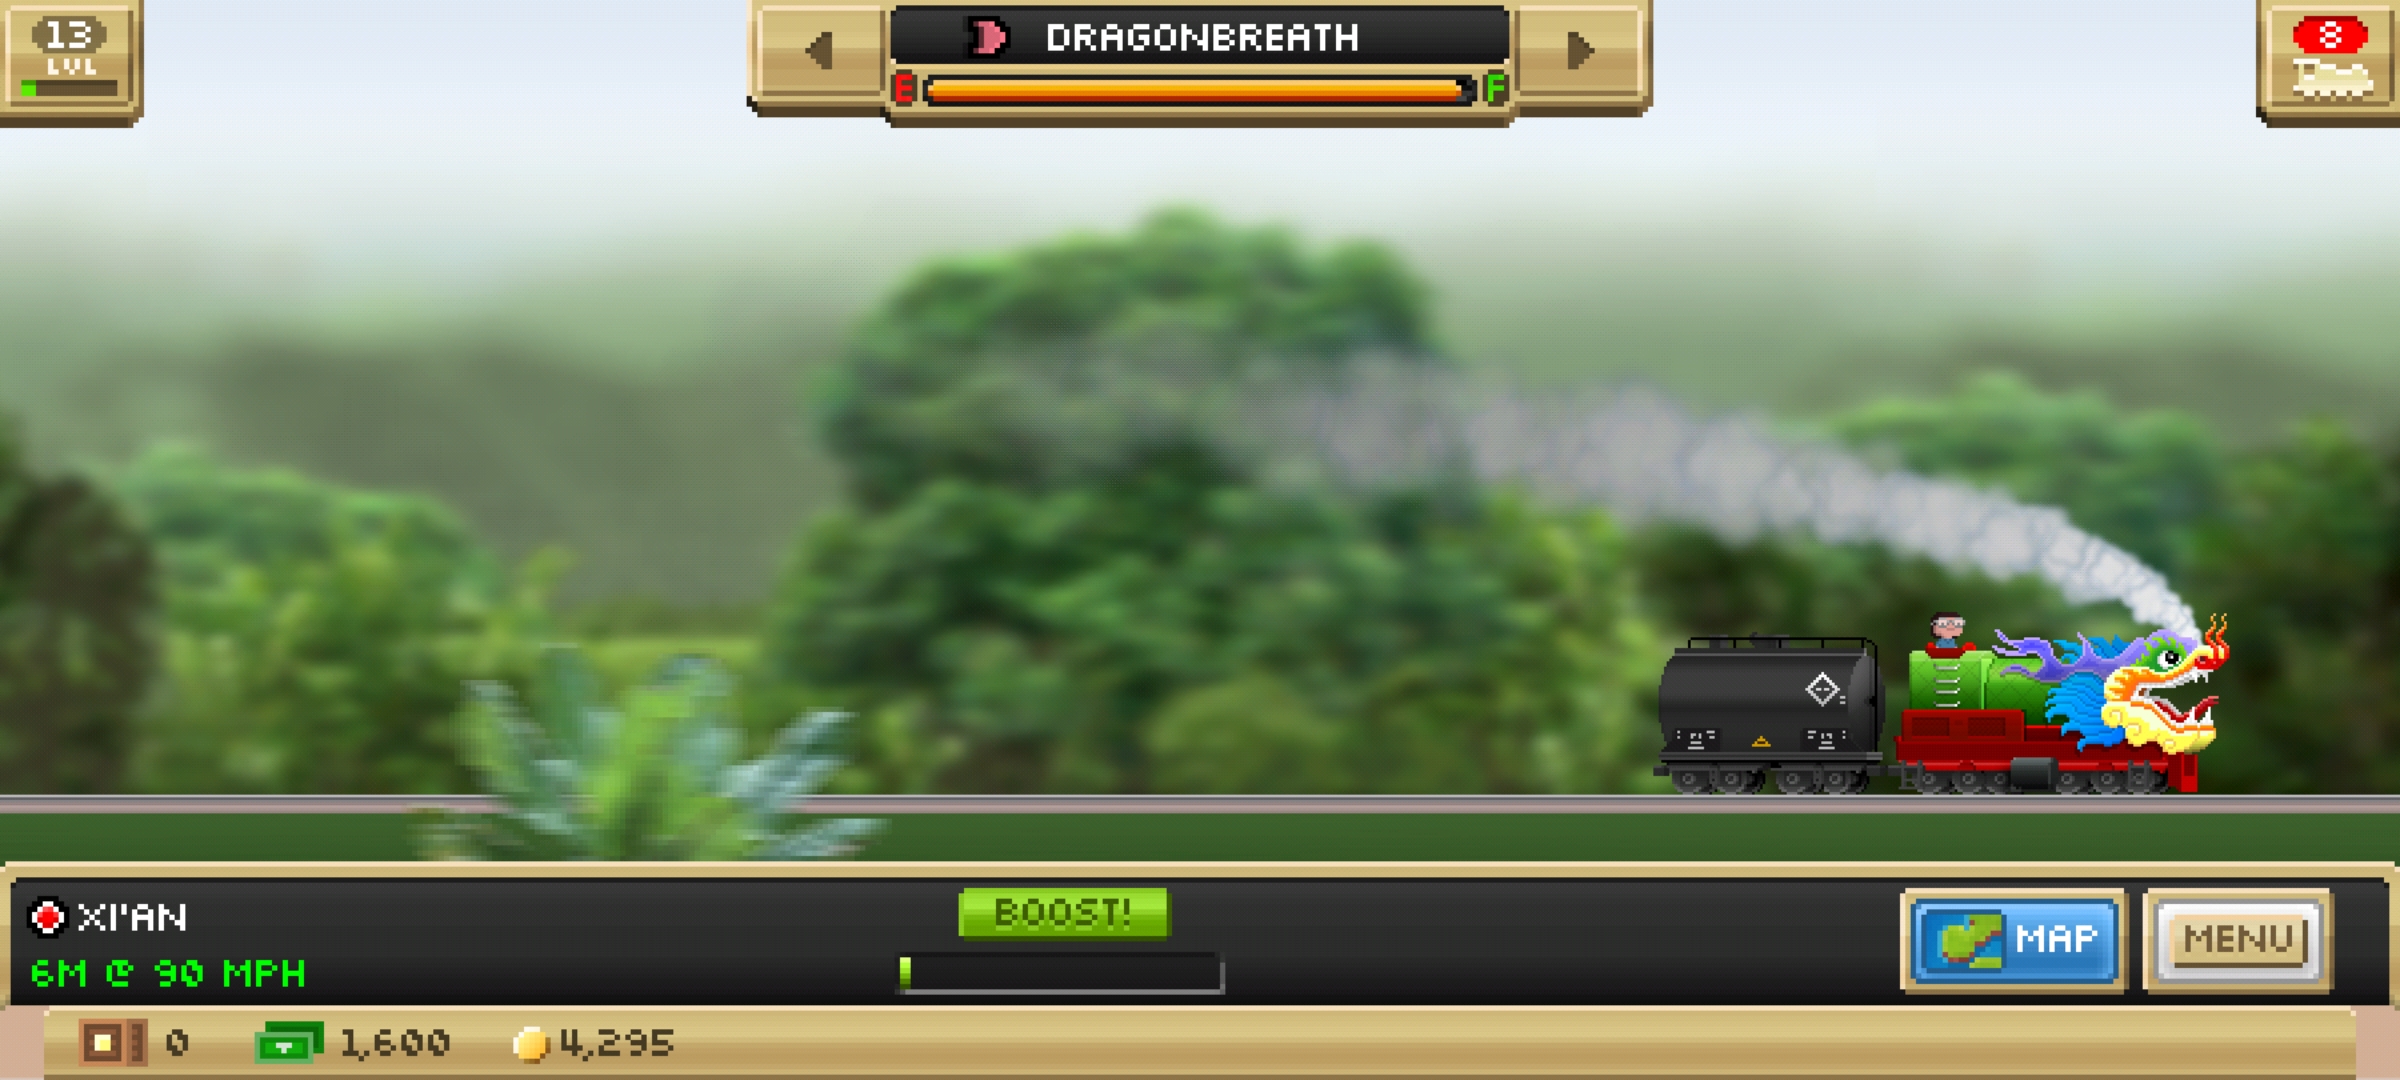 13
LVL
DRAGONBREATH
E F
8
XI'AN
6M @ 90 MPH
BOOST!
MAP
MENU
0
1,600
4,295